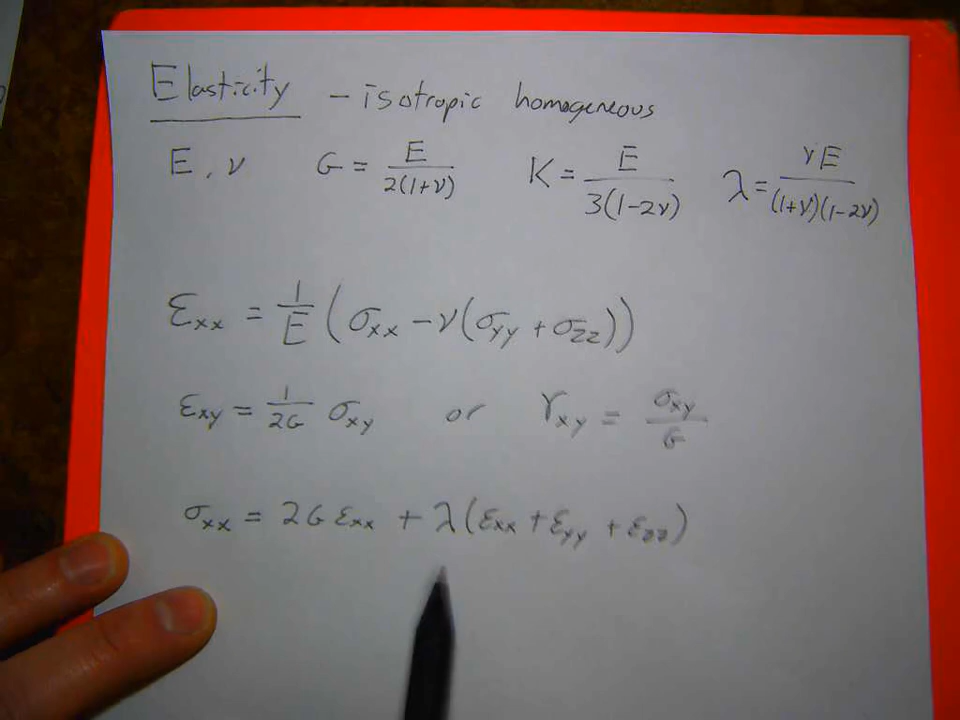 Elasticity - isotropic homogeneous
E, ν G = E/2(1+ν) K = E/3(1-2ν) λ = νE/(1+ν)(1-2ν)
εxx = 1/E (σxx - ν(σyy + σzz))
εxy = 1/2G σxy or γxy = σxy/G
σxx = 2G εxx + λ(εxx + εyy + εzz)